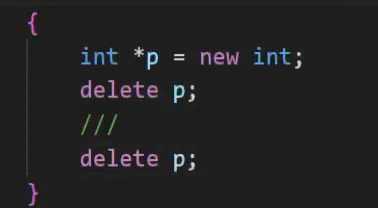 {
int *p = new int;
delete p;
///
delete p;
}